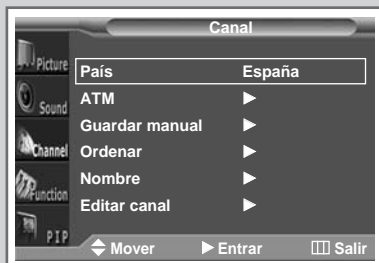 Canal
Picture
Sound
Channel
Function
PIP
País España
ATM
Guardar manual
Ordenar
Nombre
Editar canal
Mover Entrar Salir